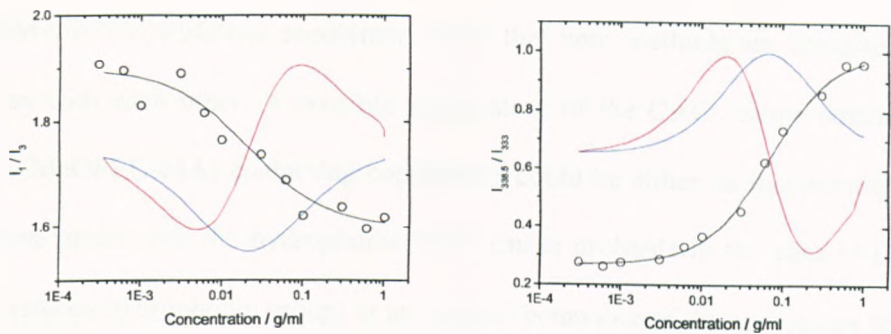 2.0
1.8
1.6
I₁ / I₃
1E-4 1E-3 0.01 0.1 1
Concentration / g/ml
1.0
0.8
0.6
0.4
0.2
I₃₃₈.₅ / I₃₃₃
1E-4 1E-3 0.01 0.1 1
Concentration / g/ml